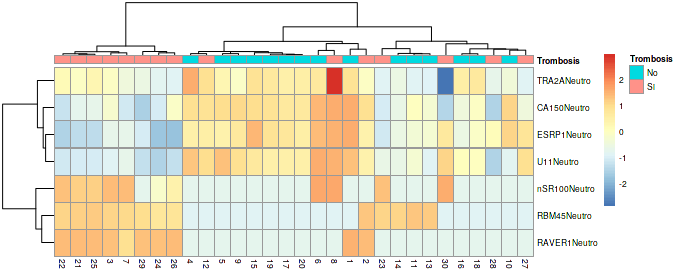 Trombosis
TRA2ANeutro
CA150Neutro
ESRP1Neutro
U11Neutro
nSR100Neutro
RBM45Neutro
RAVER1Neutro
22 21 25 3 7 29 24 26 4 12 5 9 15 19 17 20 6 8 1 2 23 14 11 13 30 16 18 28 10 27
2
1
0
-1
-2
Trombosis
No
SI